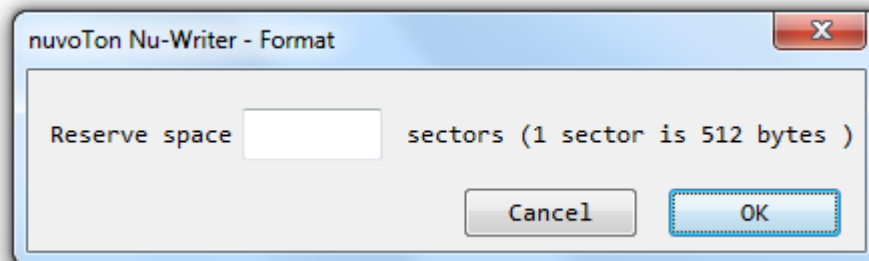 nuvoTon Nu-Writer - Format
Reserve space sectors (1 sector is 512 bytes )
Cancel OK